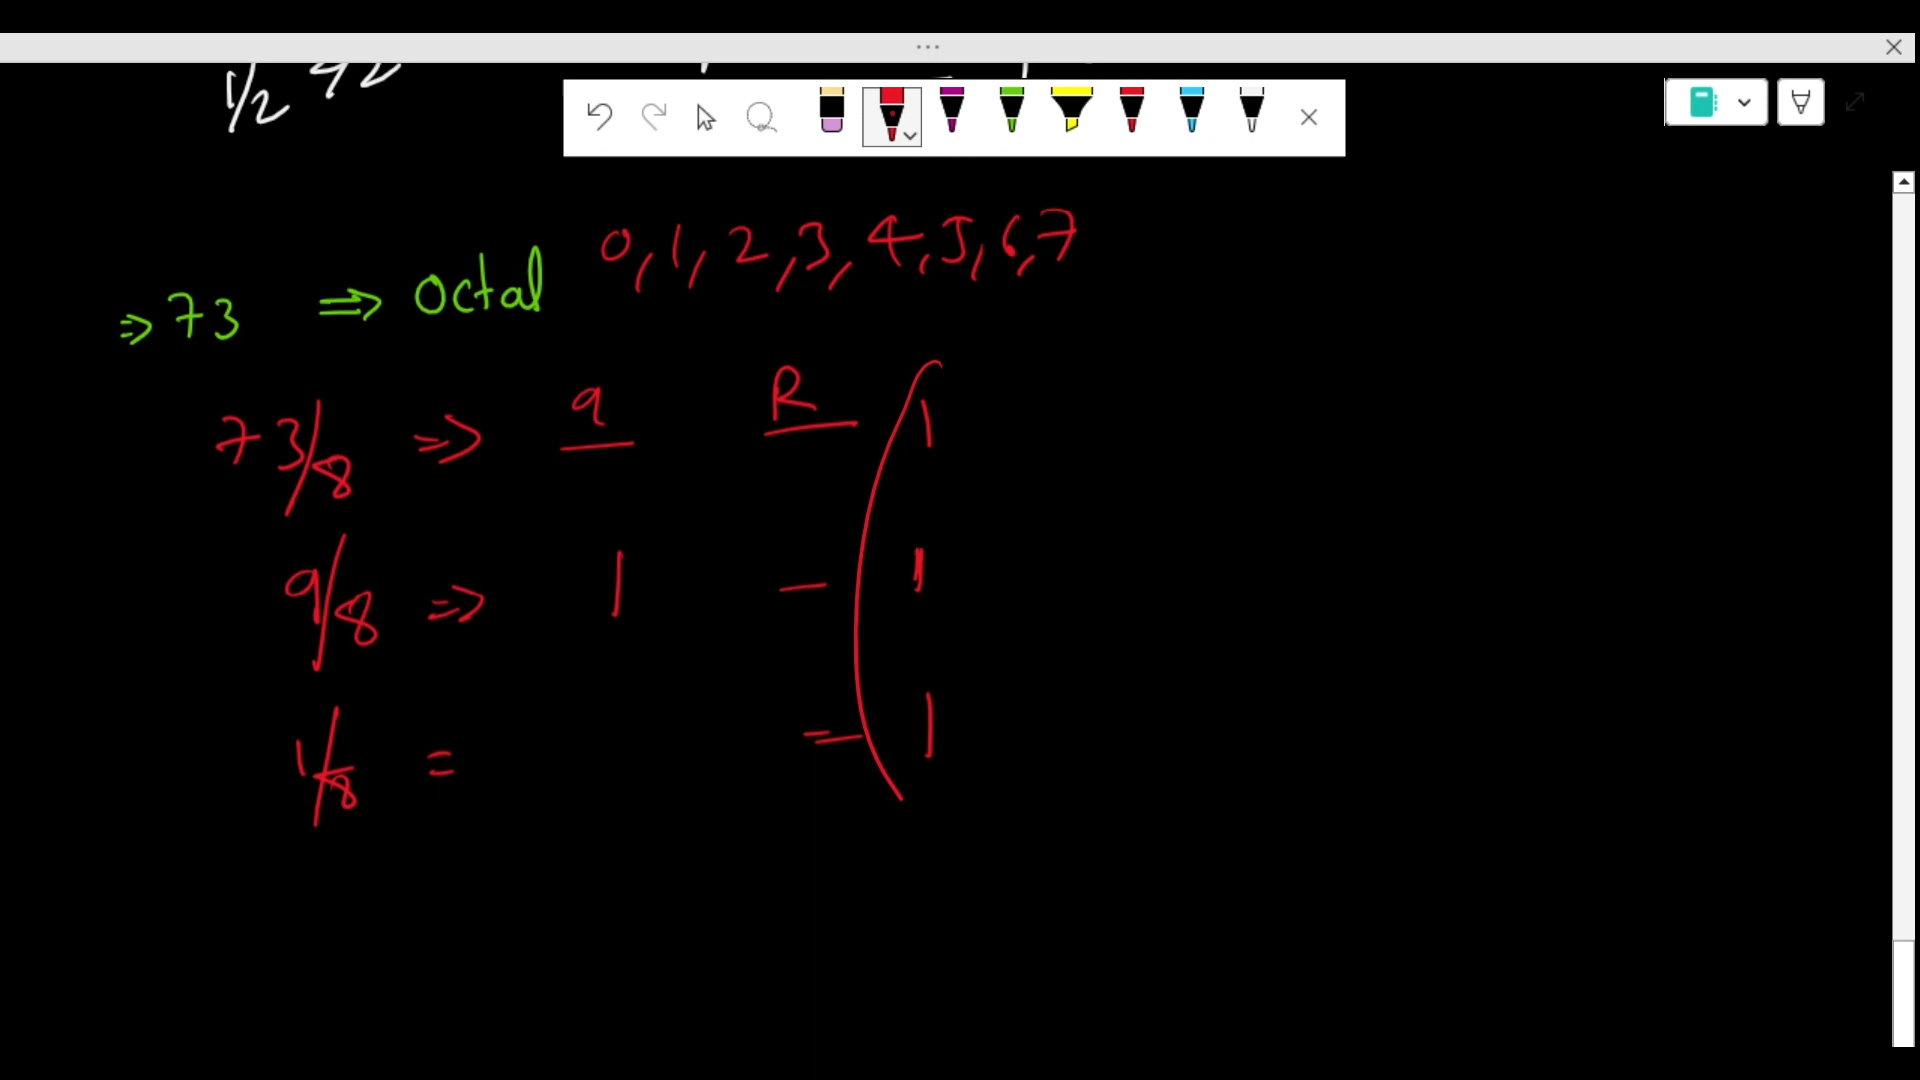 1/2
0, 1, 2, 3, 4, 5, 6, 7
⇒ 73 ⇒ Octal
73/8 ⇒ 9 R 1
9/8 ⇒ 1 – 1
1/8 = = 1